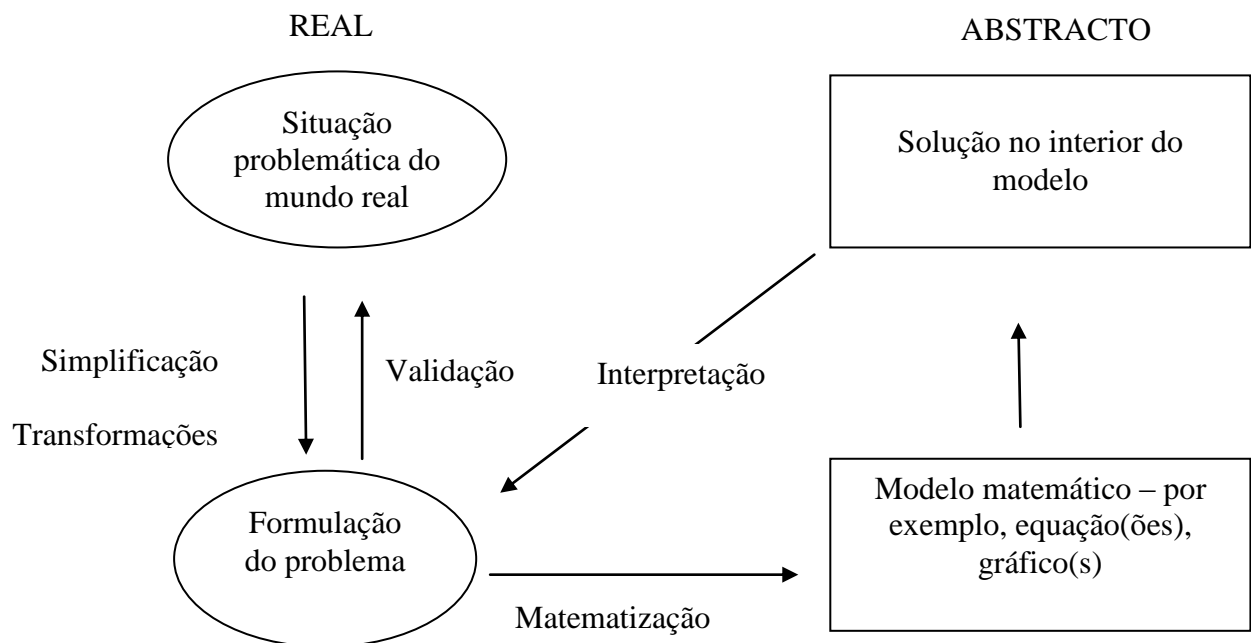 REAL
ABSTRACTO
Situação
problemática do
mundo real
Solução no interior do
modelo
Simplificação
Transformações
Validação
Interpretação
Formulação
do problema
Modelo matemático – por
exemplo, equação(ões),
gráfico(s)
Matematização